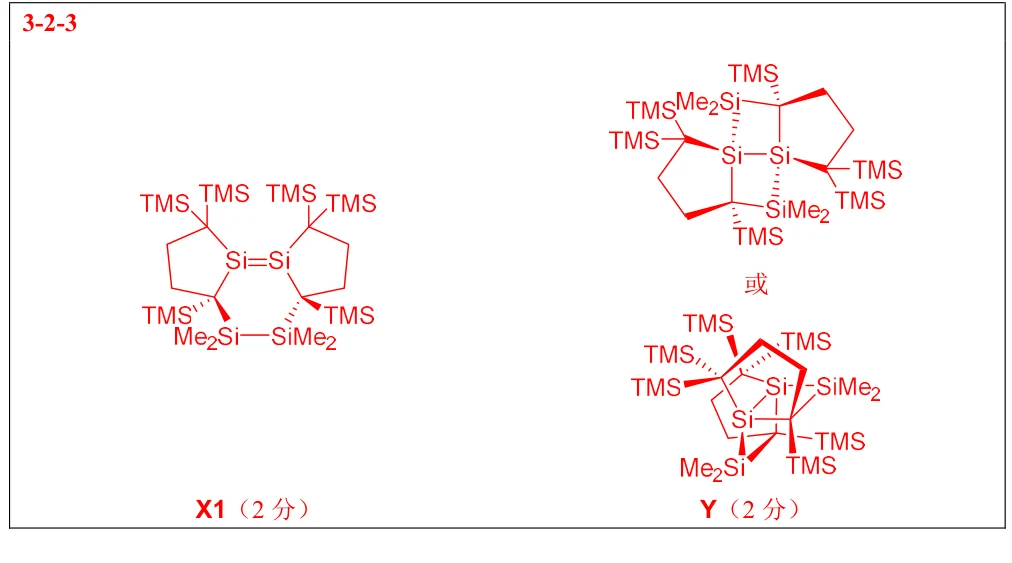 3-2-3
TMS TMS TMS TMS
Si=Si
TMS TMS
Me2Si—SiMe2
X1（2 分）
TMS
Me2Si
TMS
TMS
Si—Si
TMS
TMS
SiMe2
TMS
或
TMS TMS
TMS
TMS Si SiMe2
Si
TMS
Me2Si TMS
Y（2 分）